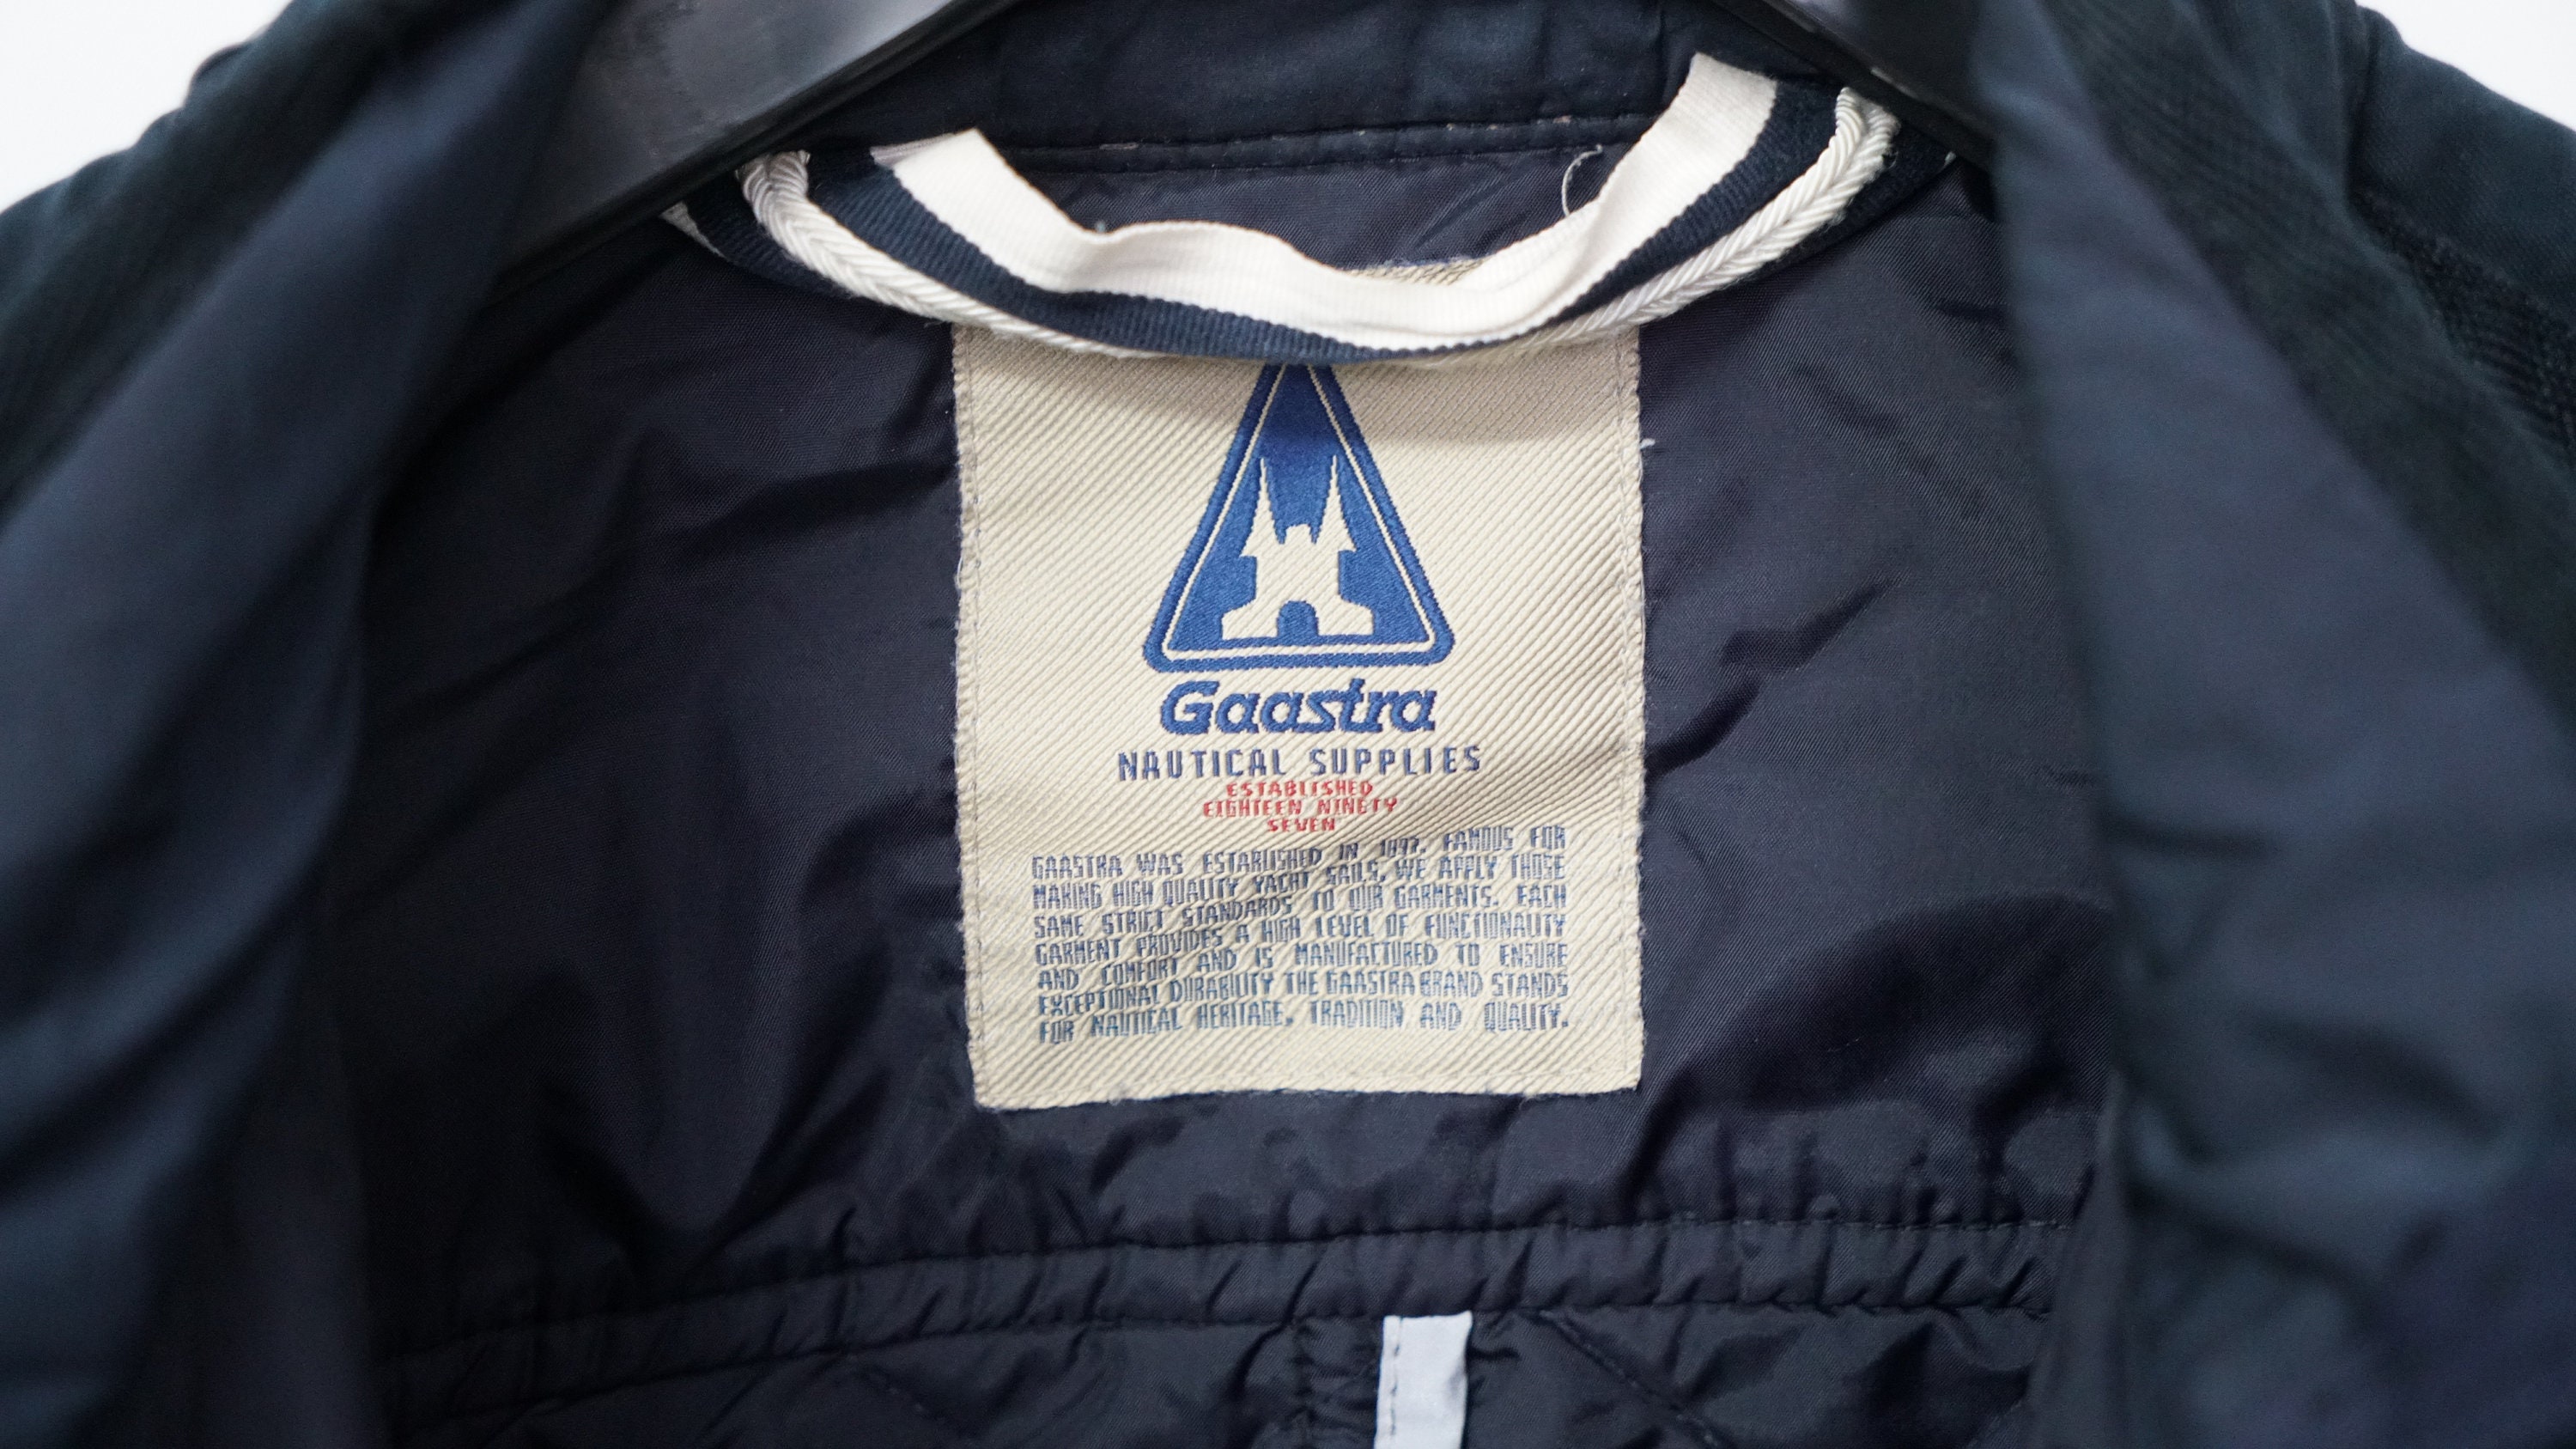 Gaastra
NAUTICAL SUPPLIES
ESTABLISHED
EIGHTEEN NINETY
SEVEN
GAASTRA WAS ESTABLISHED IN 1897. FAMOUS FOR
MAKING HIGH QUALITY YACHT SAILS, WE APPLY THOSE
SAME STRICT STANDARDS TO OUR GARMENTS. EACH
GARMENT PROVIDES A HIGH LEVEL OF FUNCTIONALITY
AND COMFORT AND IS MANUFACTURED TO ENSURE
EXCEPTIONAL DURABILITY THE GAASTRA BRAND STANDS
FOR NAUTICAL HERITAGE, TRADITION AND QUALITY.